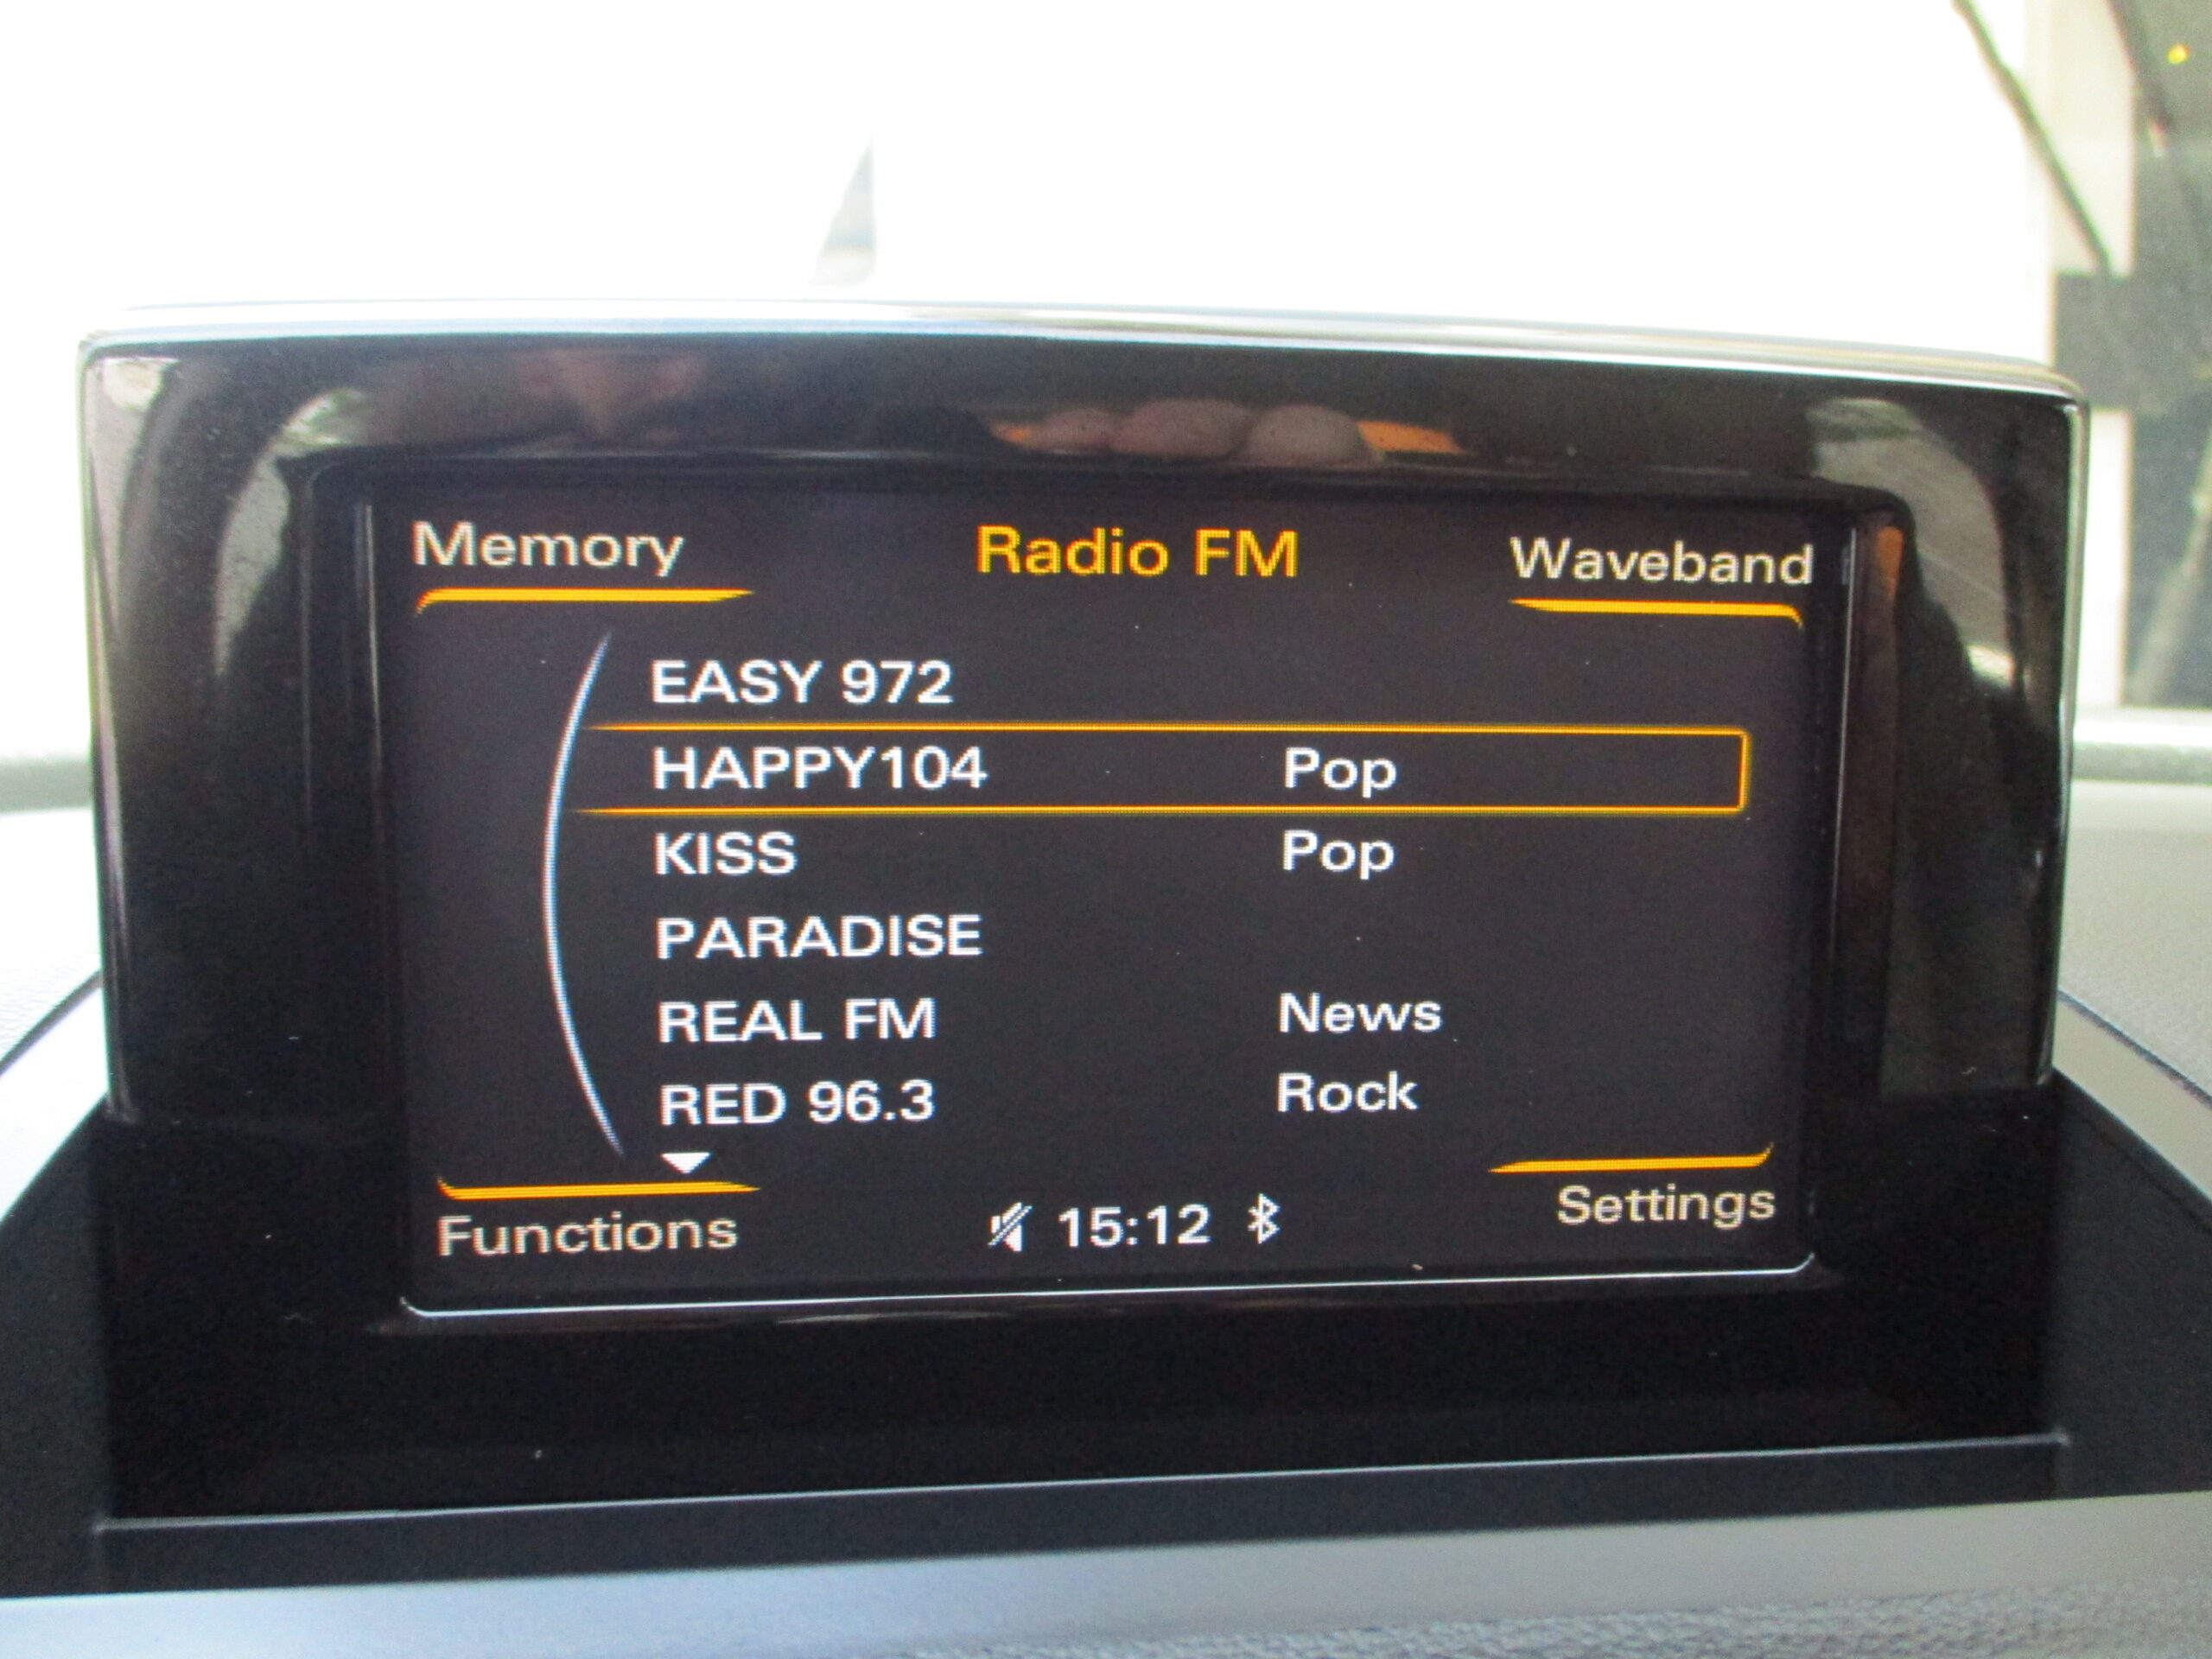 Memory Radio FM Waveband
EASY 972
HAPPY104 Pop
KISS Pop
PARADISE
REAL FM News
RED 96.3 Rock
Functions 15:12 Settings